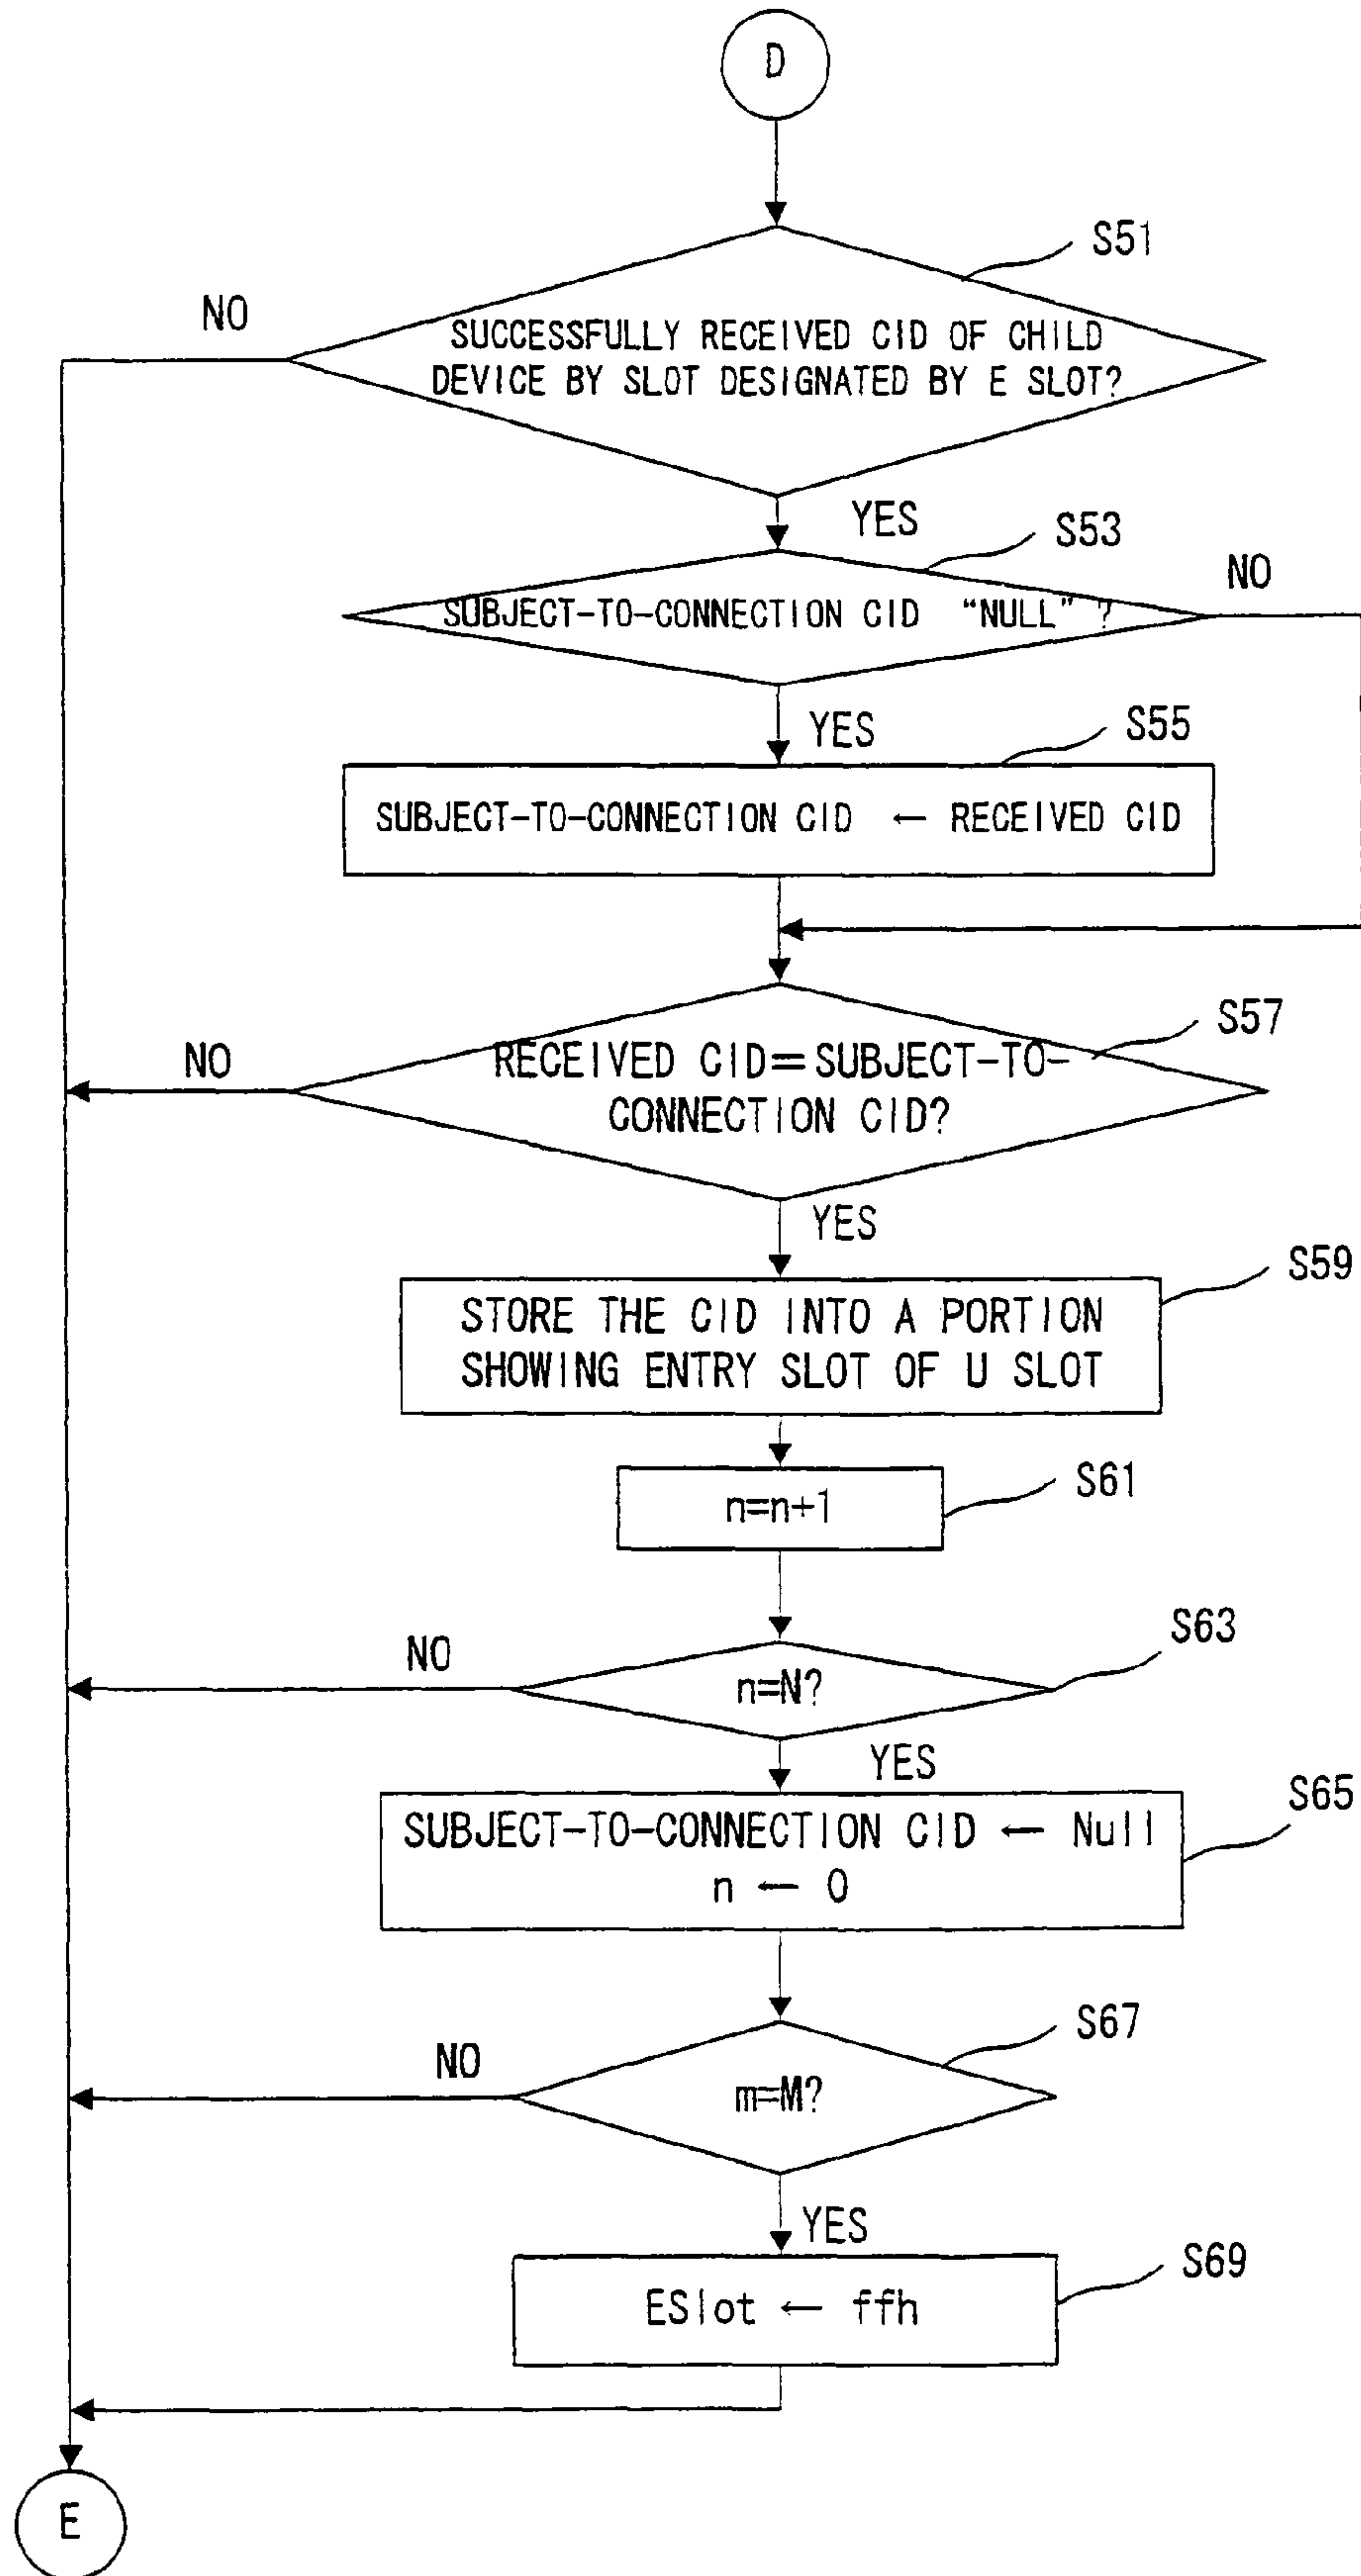 D
S51
NO
SUCCESSFULLY RECEIVED CID OF CHILD
DEVICE BY SLOT DESIGNATED BY E SLOT?
YES
S53
NO
SUBJECT-TO-CONNECTION CID “NULL” ?
YES
S55
SUBJECT-TO-CONNECTION CID ← RECEIVED CID
S57
NO
RECEIVED CID=SUBJECT-TO-
CONNECTION CID?
YES
S59
STORE THE CID INTO A PORTION
SHOWING ENTRY SLOT OF U SLOT
S61
n=n+1
S63
NO
n=N?
YES
S65
SUBJECT-TO-CONNECTION CID ← Null
n ← 0
S67
NO
m=M?
YES
S69
ESlot ← ffh
E